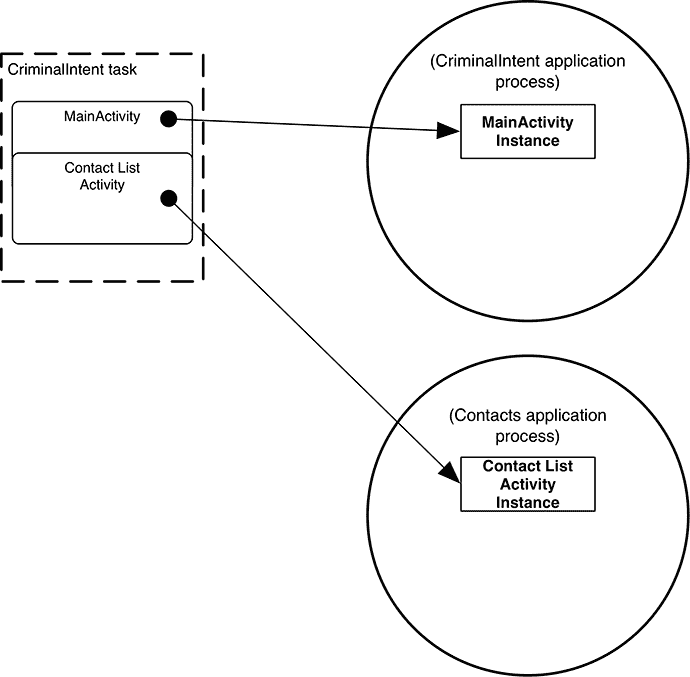 CriminalIntent task
MainActivity
Contact List
Activity
(CriminalIntent application
process)
MainActivity
Instance
(Contacts application
process)
Contact List
Activity
Instance